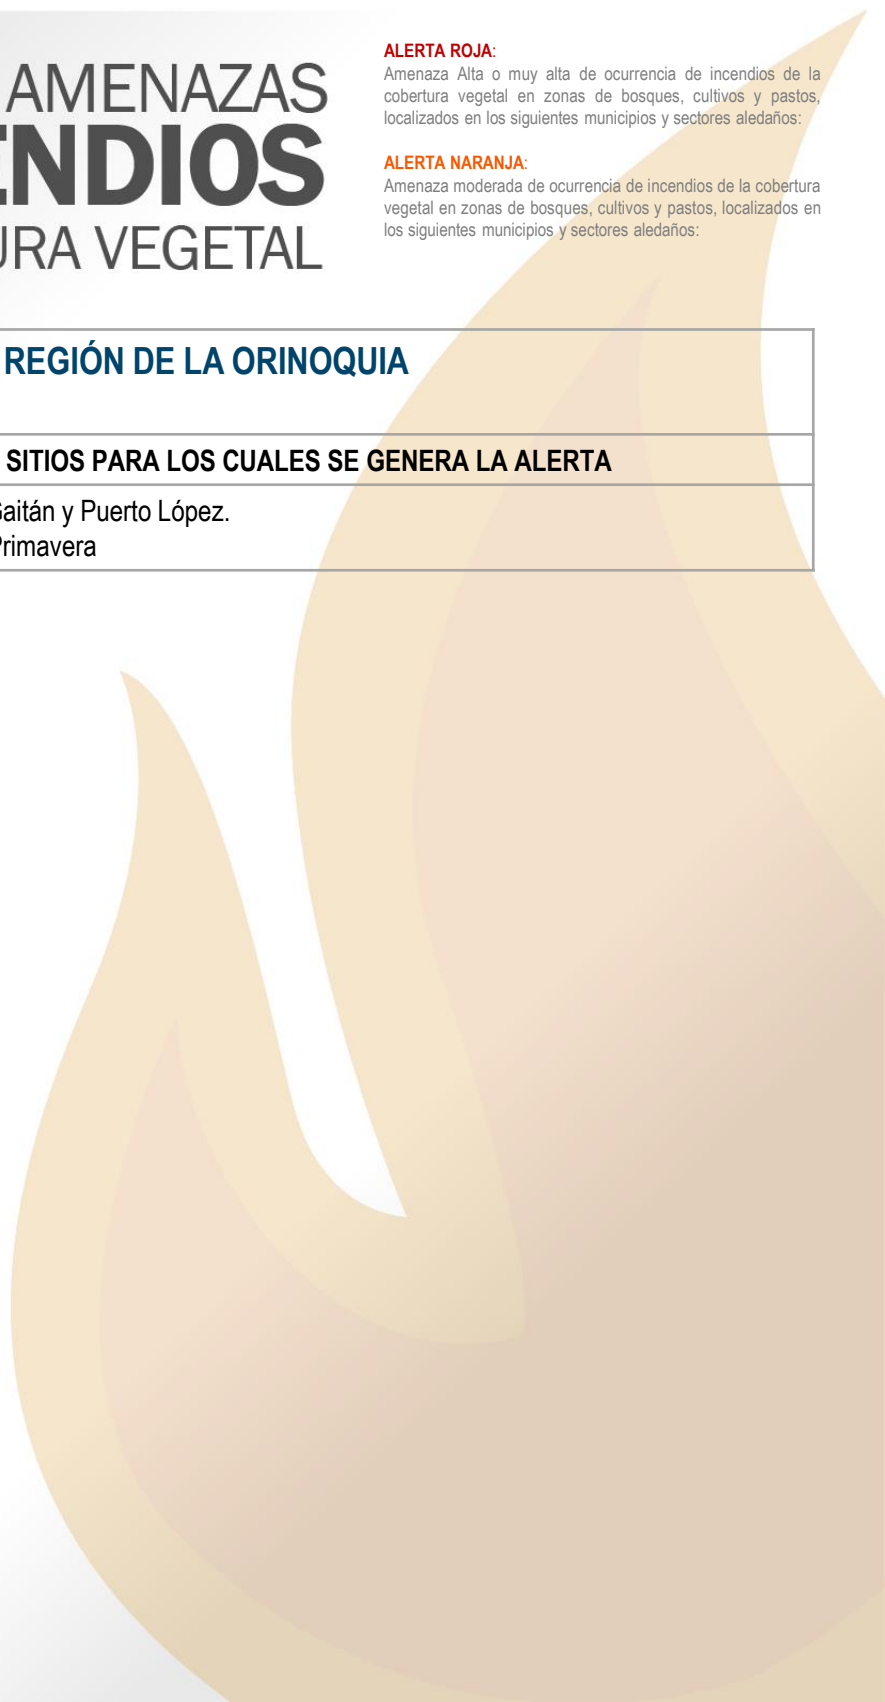 AMENAZAS
ENDIOS
URA VEGETAL
ALERTA ROJA:
Amenaza Alta o muy alta de ocurrencia de incendios de la
cobertura vegetal en zonas de bosques, cultivos y pastos,
localizados en los siguientes municipios y sectores aledaños:
ALERTA NARANJA:
Amenaza moderada de ocurrencia de incendios de la cobertura
vegetal en zonas de bosques, cultivos y pastos, localizados en
los siguientes municipios y sectores aledaños:
REGIÓN DE LA ORINOQUIA
SITIOS PARA LOS CUALES SE GENERA LA ALERTA
Gaitán y Puerto López.
Primavera